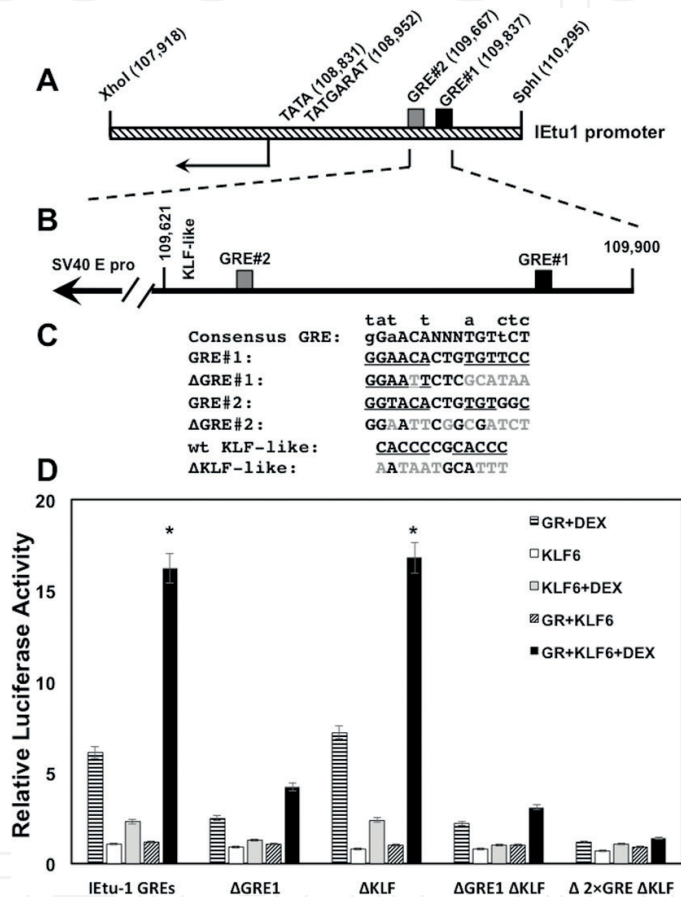 A
XhoI (107,918)
TATA (108,831)
TATGARAT (108,952)
GRE#2 (109,667)
GRE#1 (109,837)
SphI (110,295)
IEtu1 promoter
B
SV40 E pro
109,621
KLF-like
GRE#2
GRE#1
109,900
C
tat t a ctc
Consensus GRE: gGaACANNNTGTtCT
GRE#1: GGAACACTGTGTTCC
ΔGRE#1: GGAATTCTCGCATAA
GRE#2: GGTACACTGTGTGGC
ΔGRE#2: GGAATTCGGCGATCT
wt KLF-like: CACCCCGCACCC
ΔKLF-like: AATAATGCATTT
D
Relative Luciferase Activity
20
15
10
5
0
* *
GR+DEX
KLF6
KLF6+DEX
GR+KLF6
GR+KLF6+DEX
IEtu-1 GREs ΔGRE1 ΔKLF ΔGRE1 ΔKLF Δ 2×GRE ΔKLF